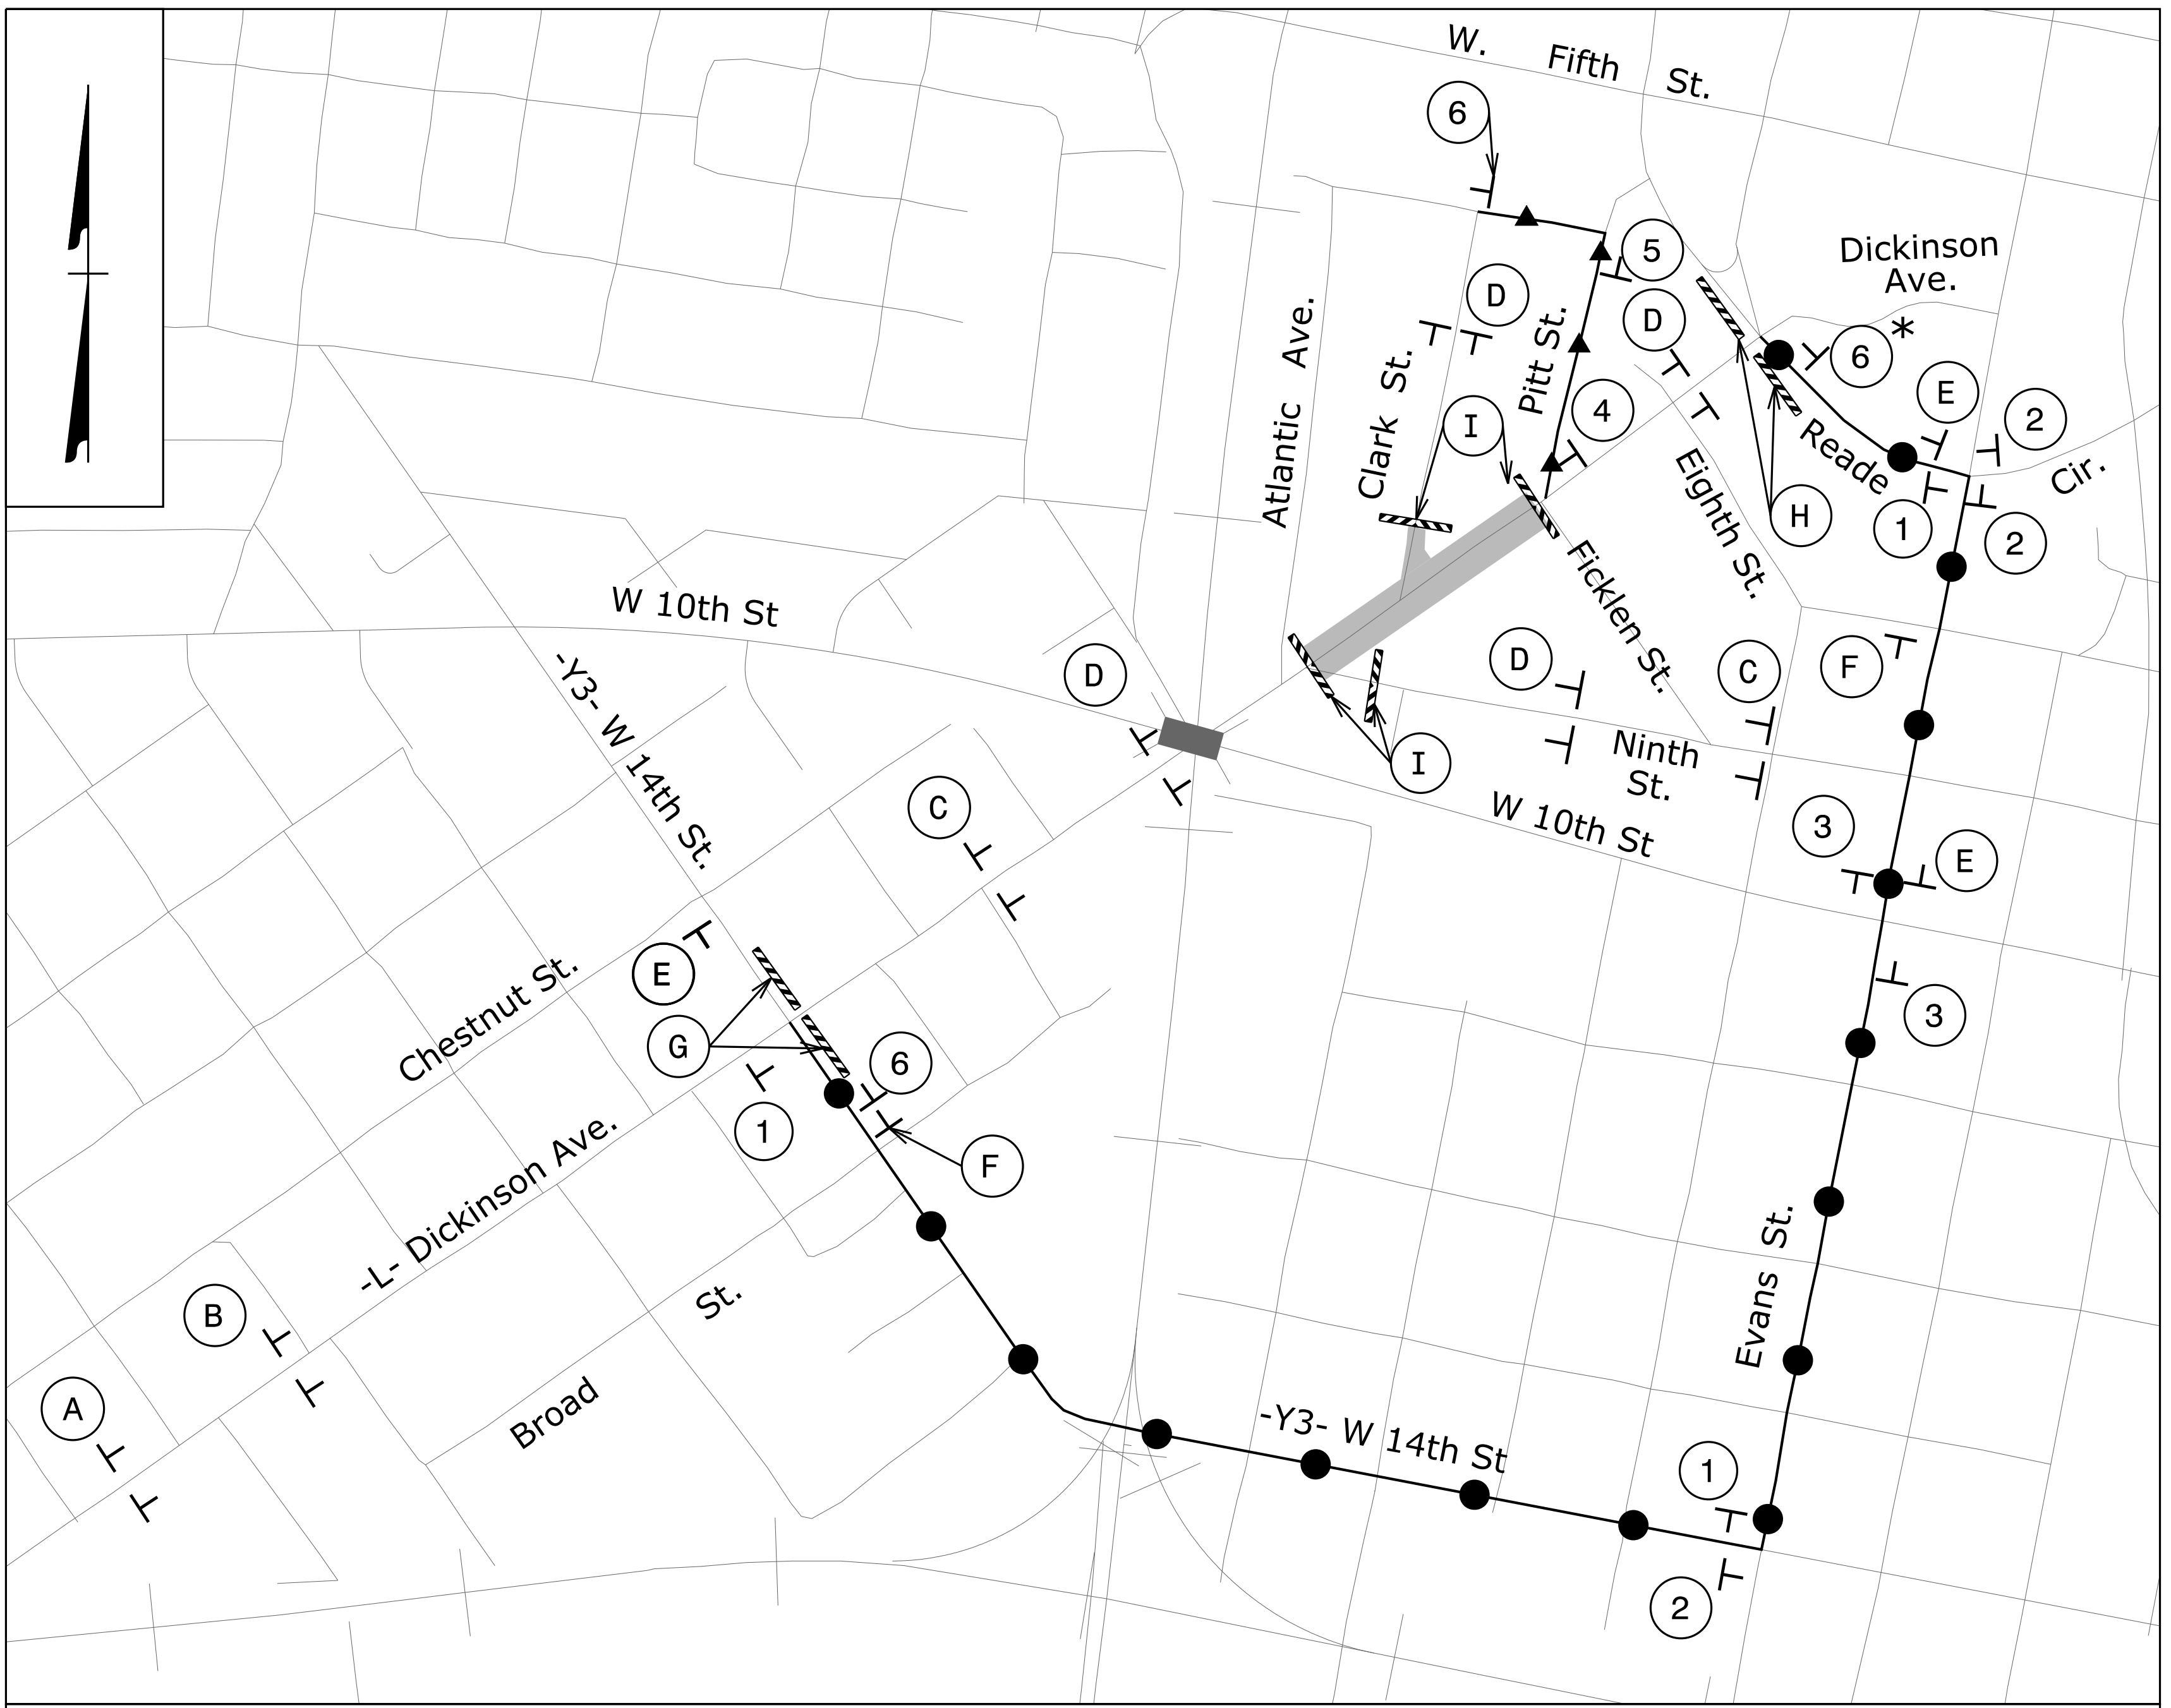 W. Fifth St.
6
5
Dickinson
Ave.
D
D
6 *
E
2
Atlantic Ave.
Clark St.
Pitt St.
4
I
Reade Cir.
H
1
2
Eighth St.
Ficklen St.
W 10th St
-Y3- W 14th St.
D
D
C
F
I
Ninth
St.
W 10th St
C
3
E
E
G
6
3
Chestnut St.
1
F
-L- Dickinson Ave.
B
A
Broad St.
Evans St.
-Y3- W 14th St
1
2